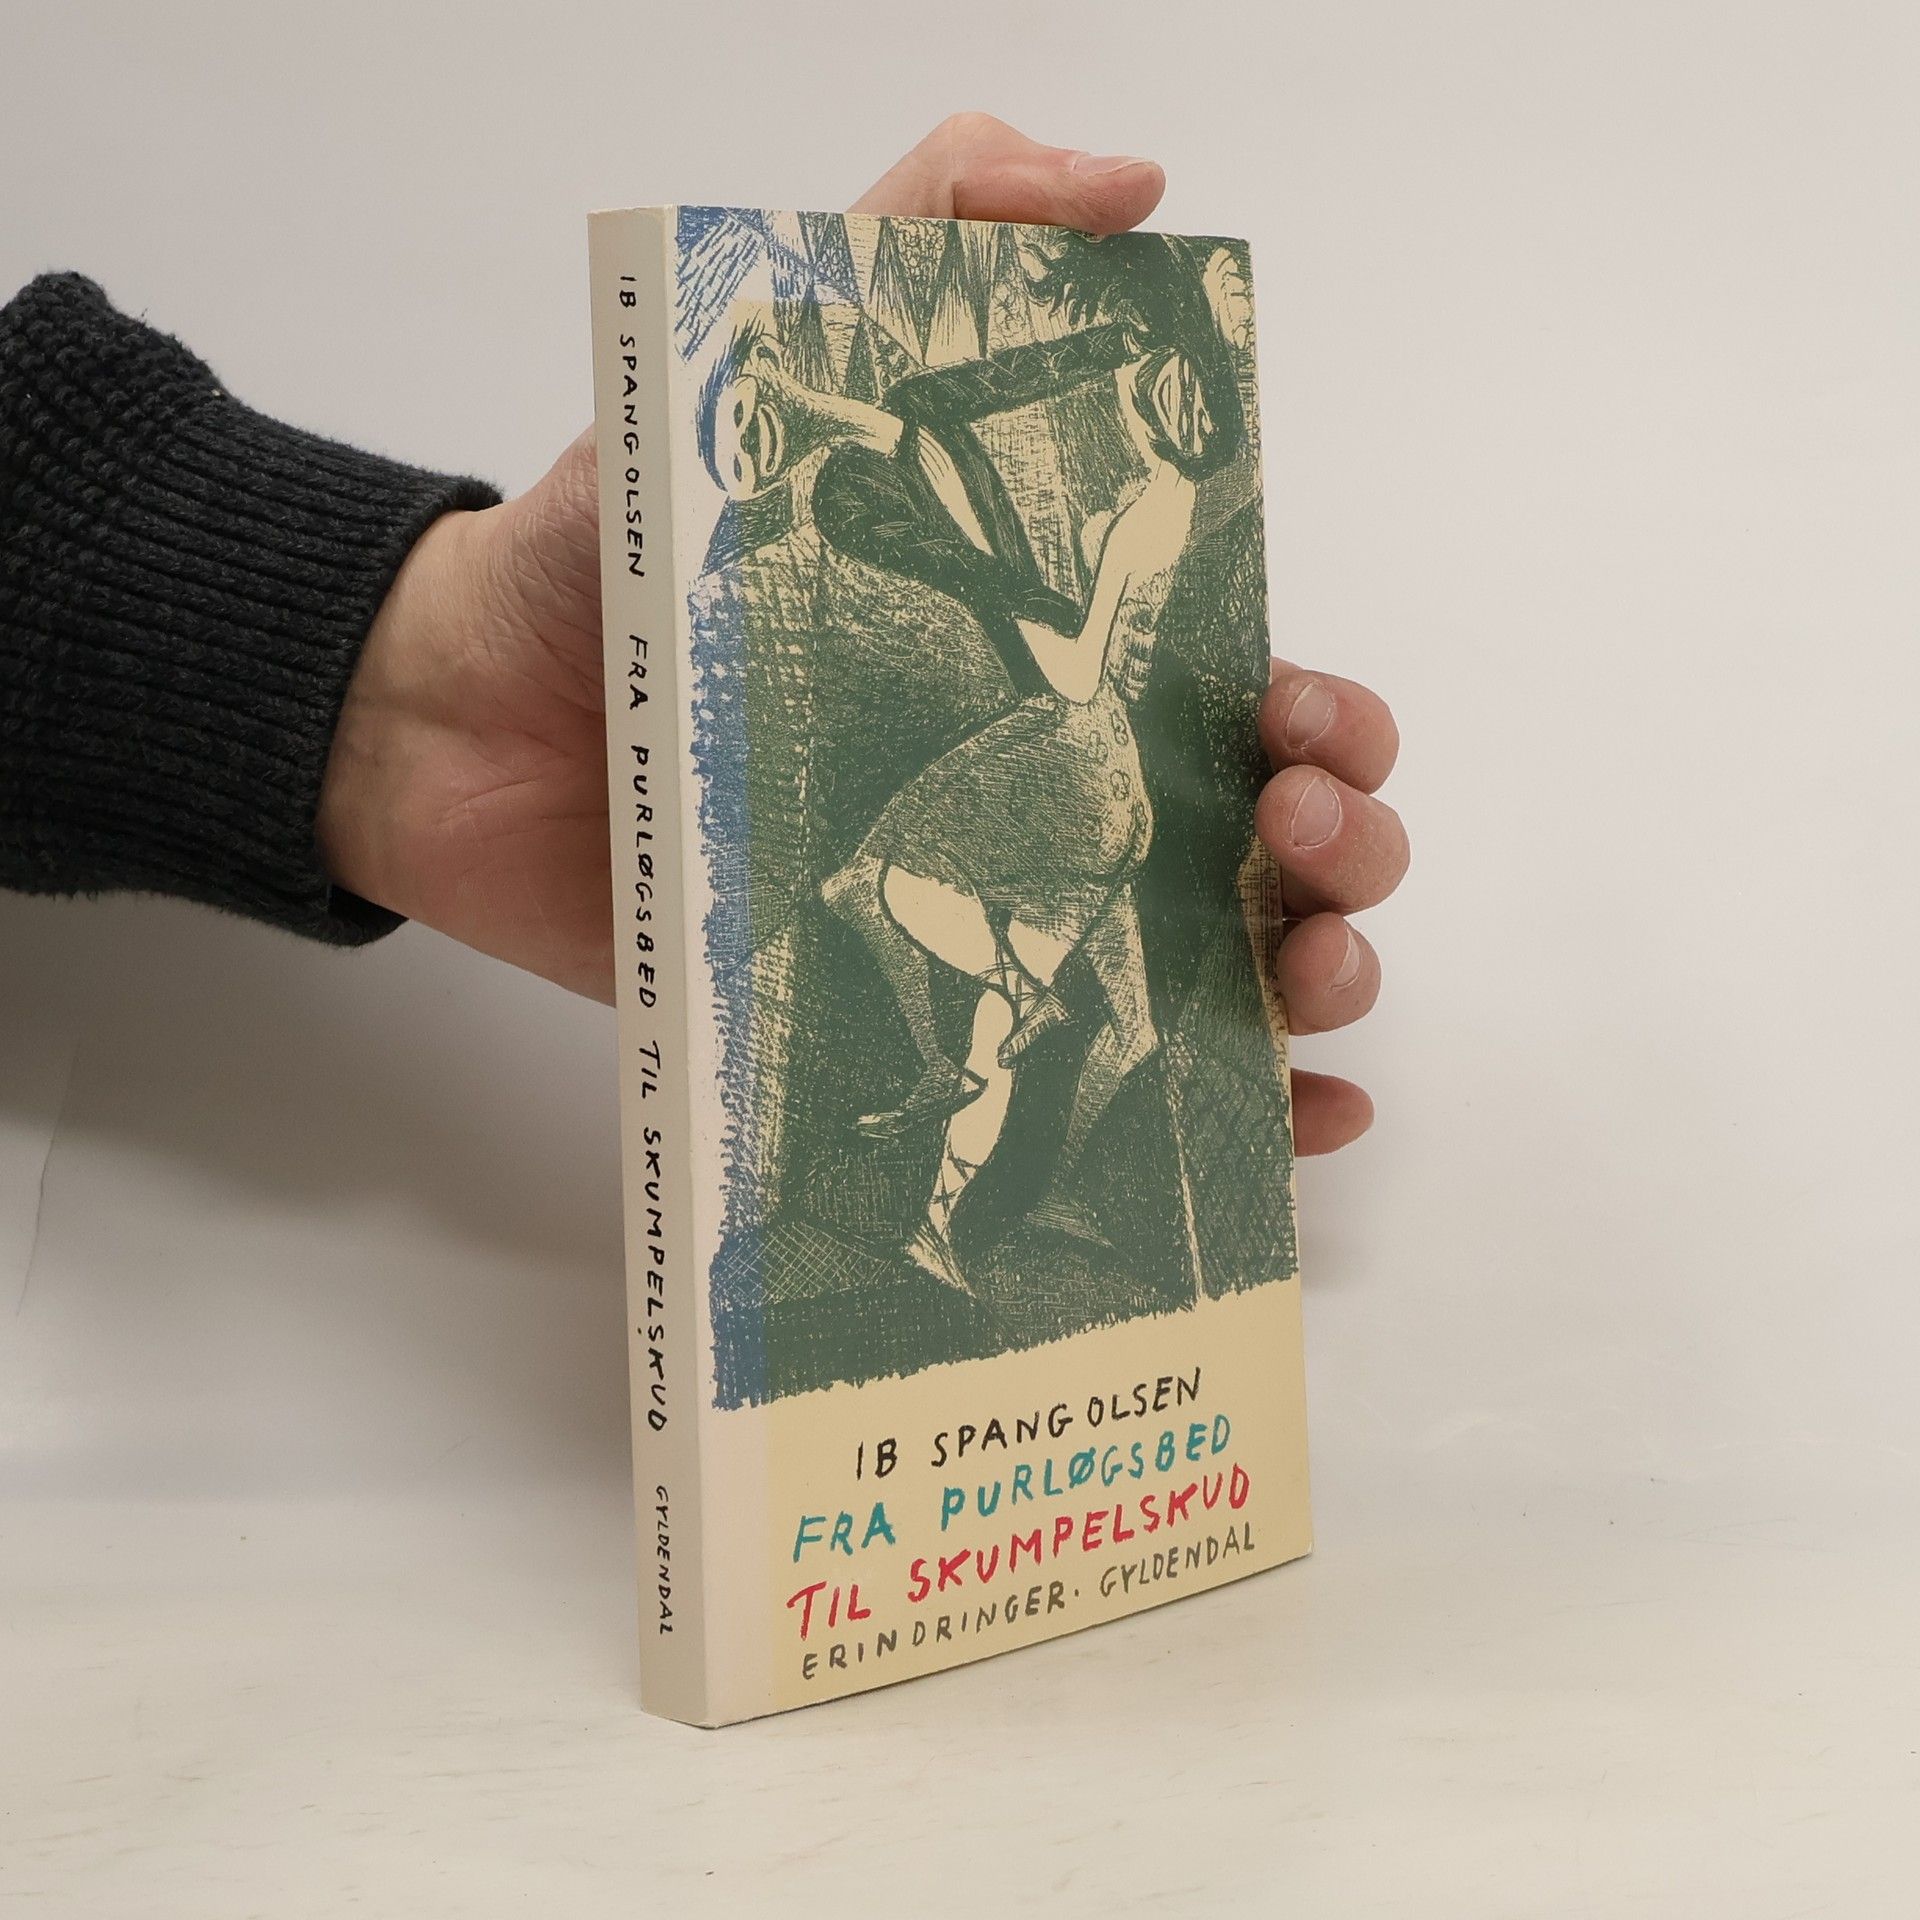 IB SPANG OLSEN FRA PURLØGSBED TIL SKUMPELSKUD GYLDENDAL
IB SPANG OLSEN
FRA PURLØGSBED
TIL SKUMPELSKUD
ERINDRINGER. GYLDENDAL